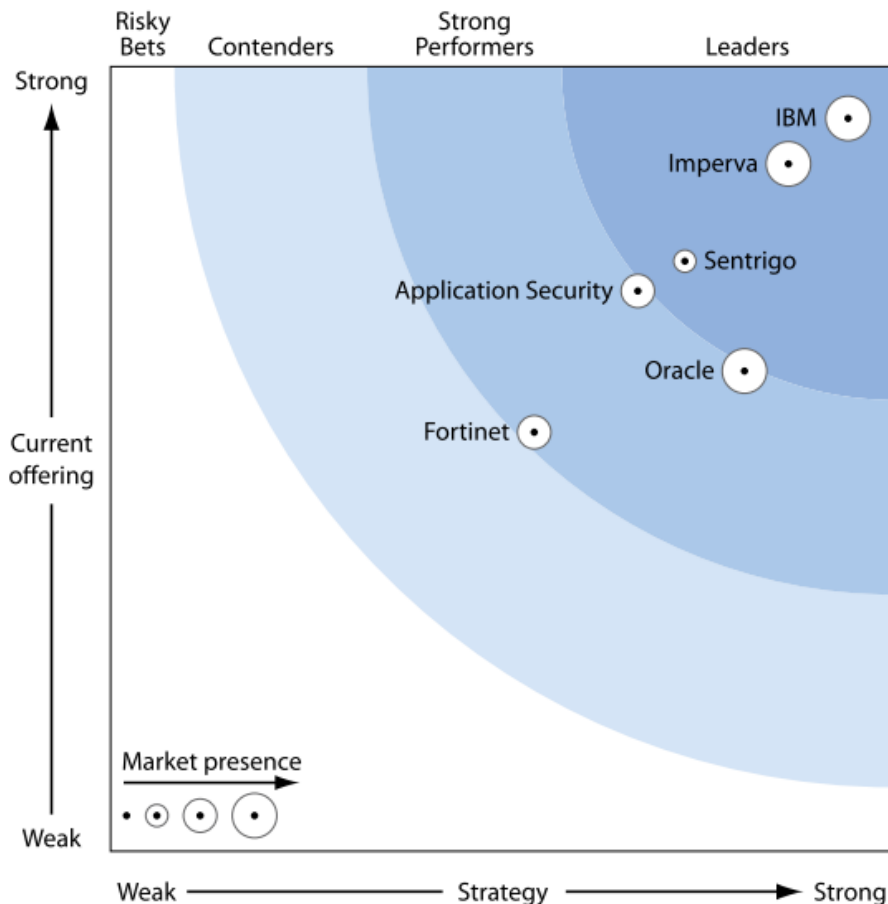 Risky
Bets
Contenders
Strong
Performers
Leaders
Strong
IBM
Imperva
Sentrigo
Application Security
Oracle
Fortinet
Current
offering
Market presence
Weak
Weak
Strategy
Strong